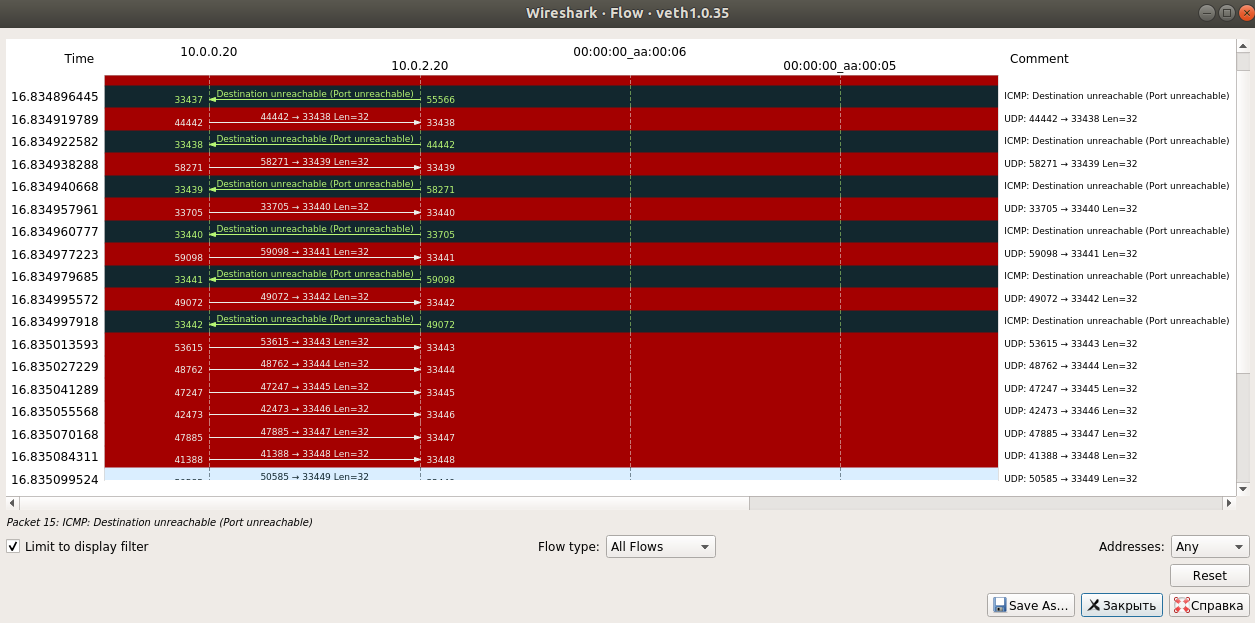 Wireshark · Flow · veth1.0.35
Time 10.0.0.20 10.0.2.20 00:00:00_aa:00:06 00:00:00_aa:00:05 Comment
16.834896445 33437 Destination unreachable (Port unreachable) 55566 ICMP: Destination unreachable (Port unreachable)
16.834919789 44442 44442 → 33438 Len=32 33438 UDP: 44442 → 33438 Len=32
16.834922582 33438 Destination unreachable (Port unreachable) 44442 ICMP: Destination unreachable (Port unreachable)
16.834938288 58271 58271 → 33439 Len=32 33439 UDP: 58271 → 33439 Len=32
16.834940668 33439 Destination unreachable (Port unreachable) 58271 ICMP: Destination unreachable (Port unreachable)
16.834957961 33705 33705 → 33440 Len=32 33440 UDP: 33705 → 33440 Len=32
16.834960777 33440 Destination unreachable (Port unreachable) 33705 ICMP: Destination unreachable (Port unreachable)
16.834977223 59098 59098 → 33441 Len=32 33441 UDP: 59098 → 33441 Len=32
16.834979685 33441 Destination unreachable (Port unreachable) 59098 ICMP: Destination unreachable (Port unreachable)
16.834995572 49072 49072 → 33442 Len=32 33442 UDP: 49072 → 33442 Len=32
16.834997918 33442 Destination unreachable (Port unreachable) 49072 ICMP: Destination unreachable (Port unreachable)
16.835013593 53615 53615 → 33443 Len=32 33443 UDP: 53615 → 33443 Len=32
16.835027229 48762 48762 → 33444 Len=32 33444 UDP: 48762 → 33444 Len=32
16.835041289 47247 47247 → 33445 Len=32 33445 UDP: 47247 → 33445 Len=32
16.835055568 42473 42473 → 33446 Len=32 33446 UDP: 42473 → 33446 Len=32
16.835070168 47885 47885 → 33447 Len=32 33447 UDP: 47885 → 33447 Len=32
16.835084311 41388 41388 → 33448 Len=32 33448 UDP: 41388 → 33448 Len=32
16.835099524 50585 → 33449 Len=32 UDP: 50585 → 33449 Len=32
Packet 15: ICMP: Destination unreachable (Port unreachable)
Limit to display filter Flow type: All Flows Addresses: Any
Reset
Save As... Закрыть Справка